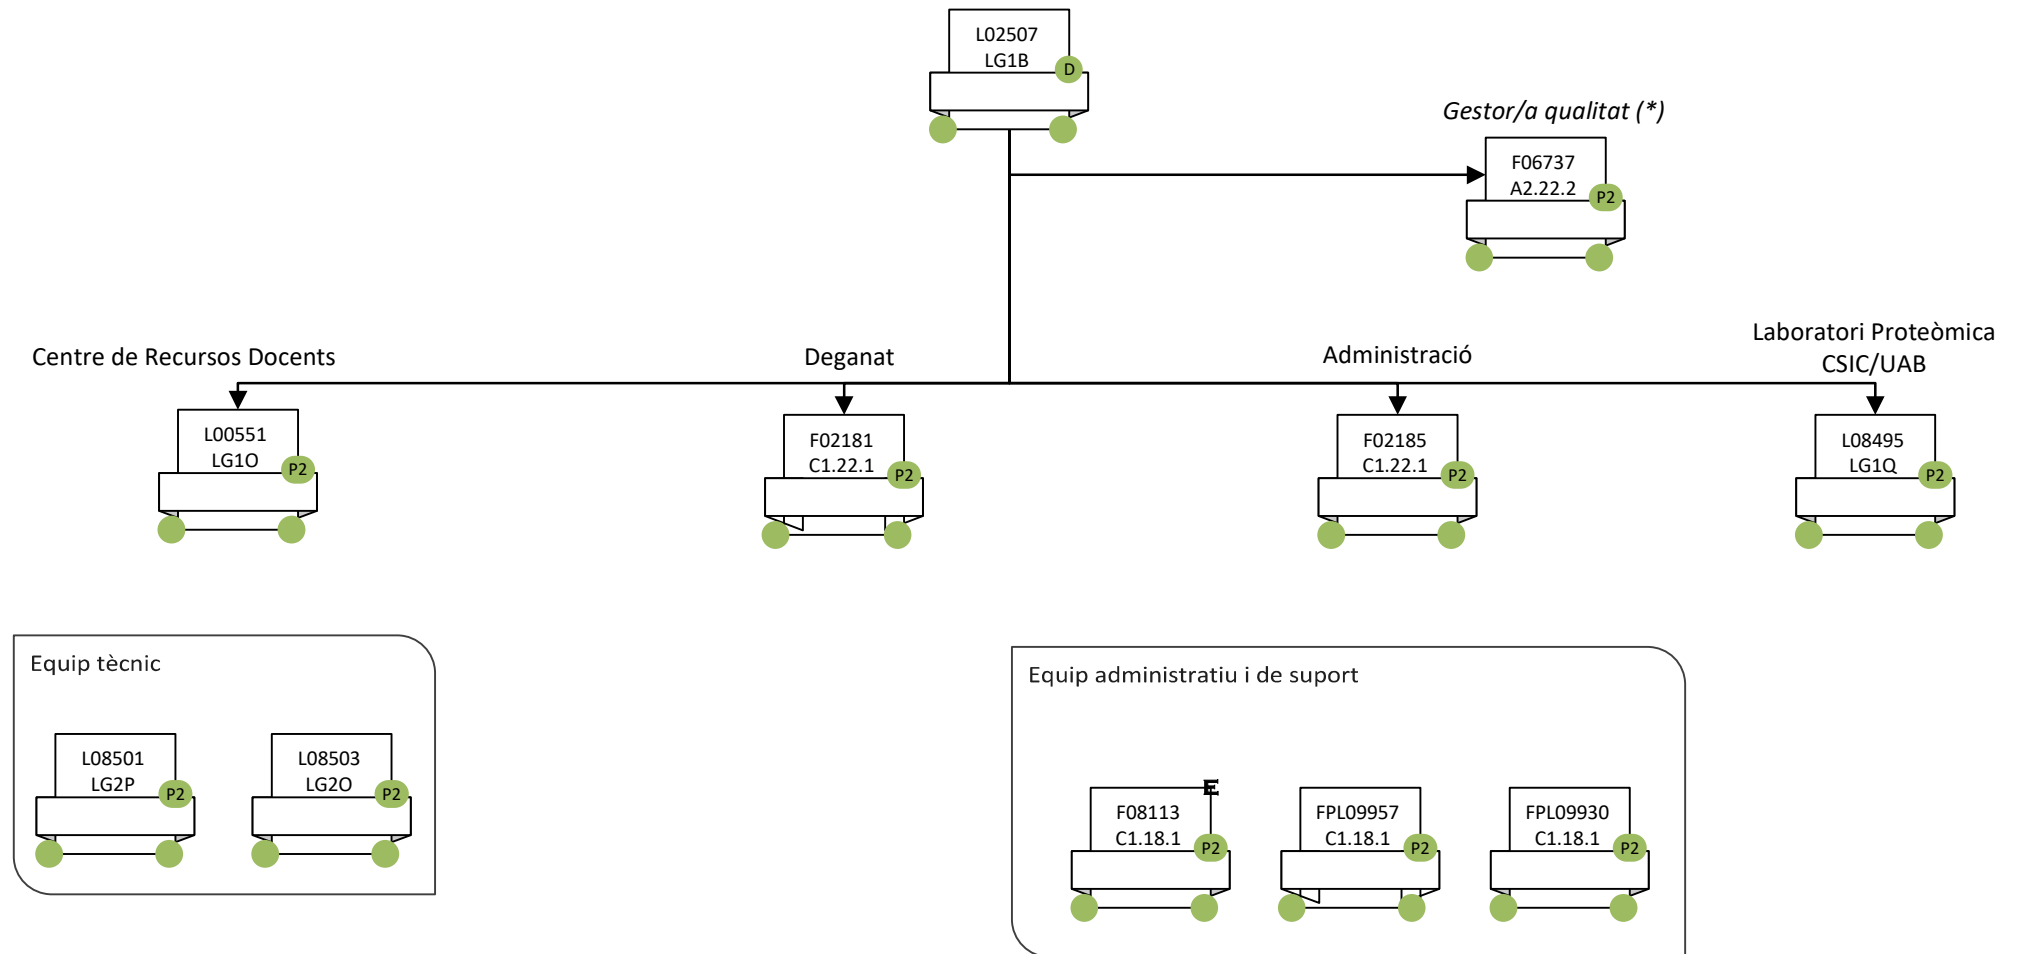 L02507
LG1B
D
Gestor/a qualitat (*)
F06737
A2.22.2
P2
Centre de Recursos Docents
Deganat
Administració
Laboratori Proteòmica
CSIC/UAB
L00551
LG1O
P2
F02181
C1.22.1
P2
F02185
C1.22.1
P2
L08495
LG1Q
P2
Equip tècnic
L08501
LG2P
P2
L08503
LG2O
P2
Equip administratiu i de suport
E
F08113
C1.18.1
P2
FPL09957
C1.18.1
P2
FPL09930
C1.18.1
P2